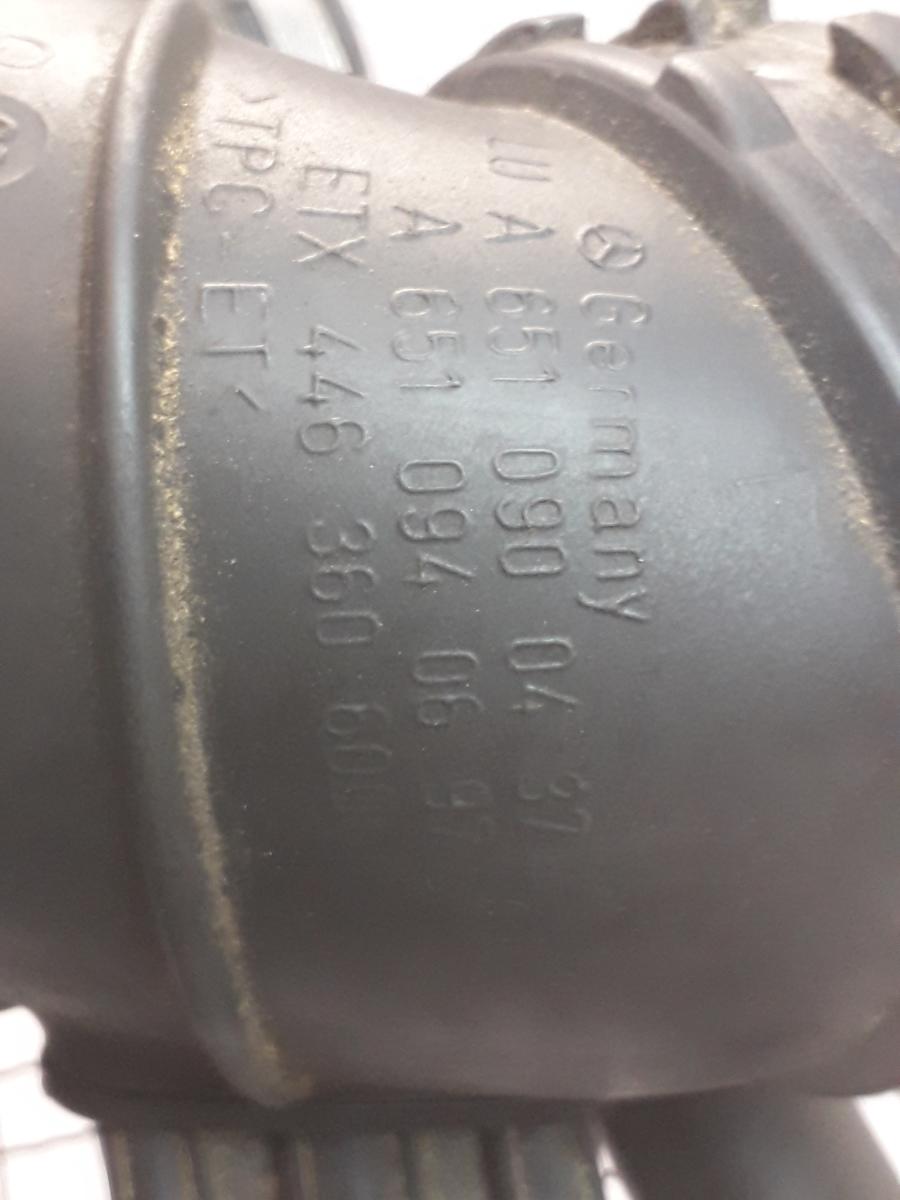 Germany
A 651 090 04 37
A 651 094 06 97
ETX 446 360 60
>TPC-ET<